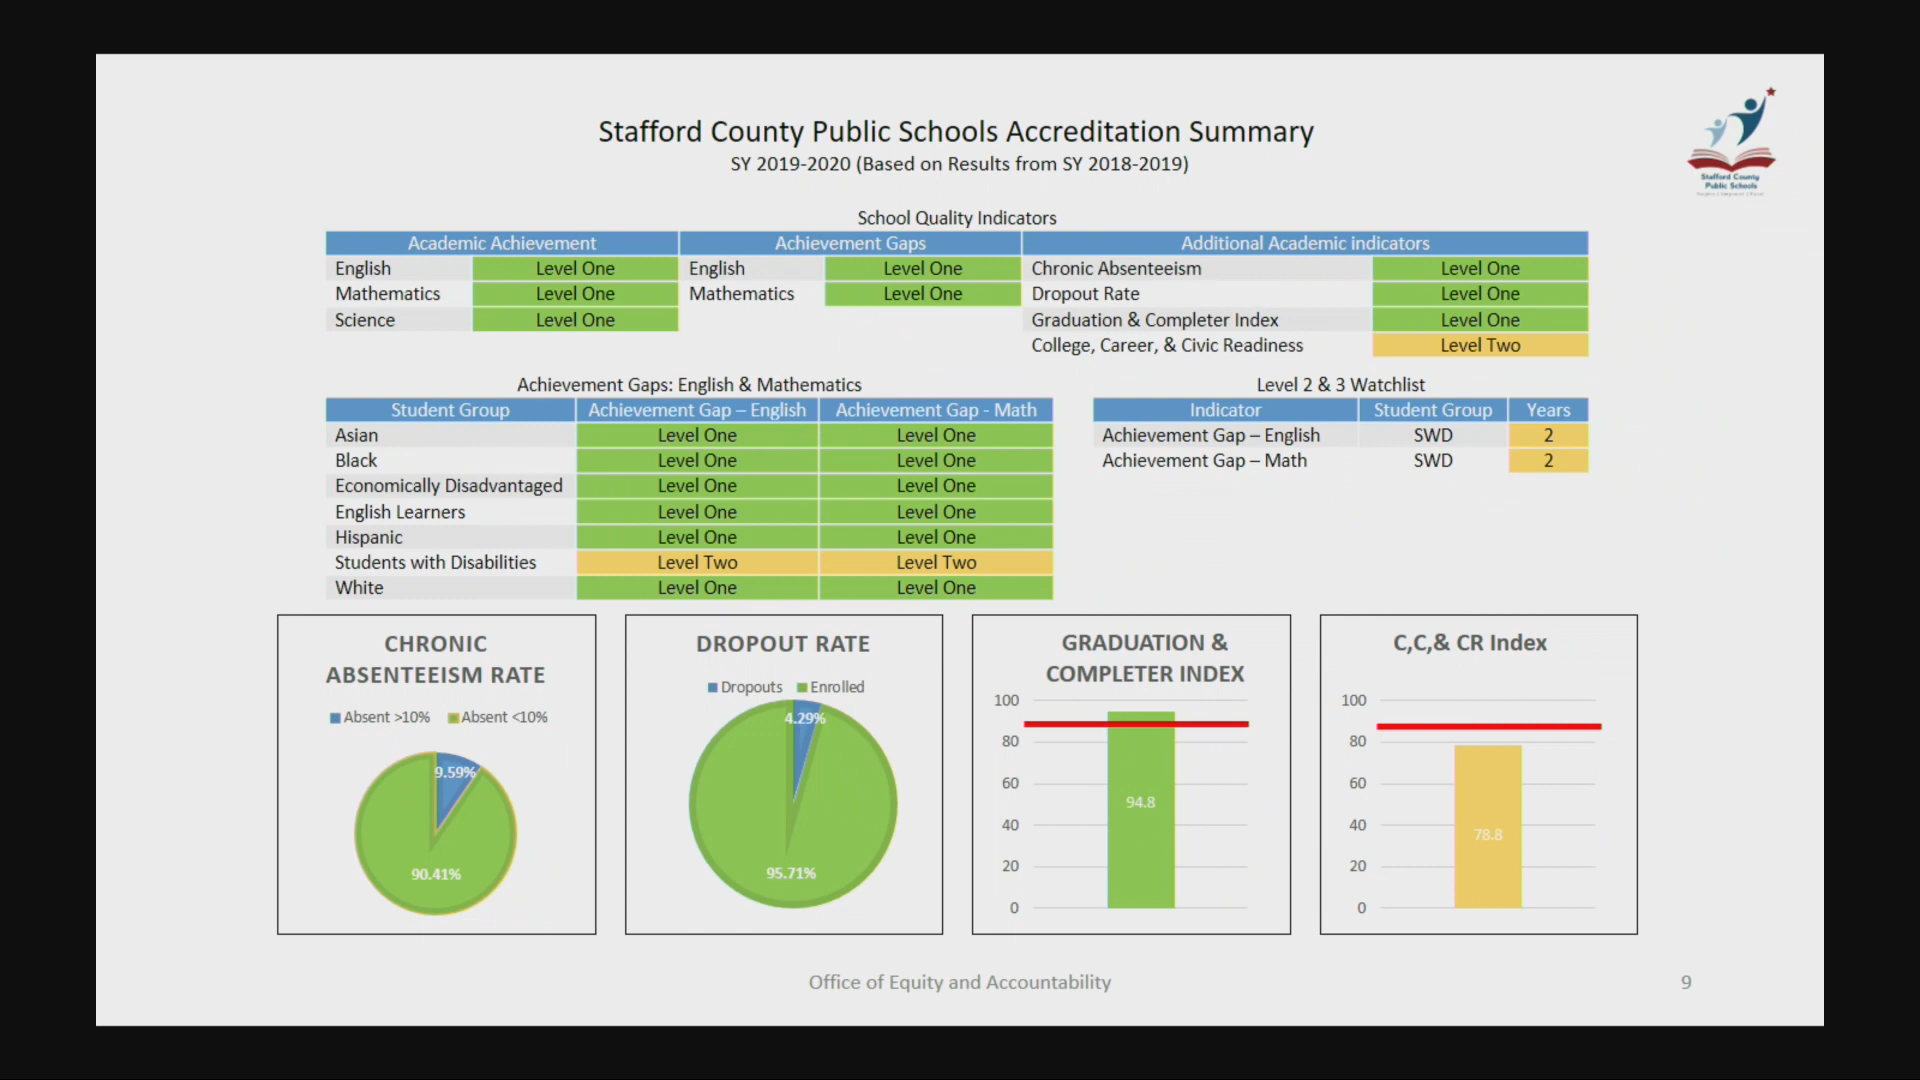 Stafford County Public Schools Accreditation Summary
SY 2019-2020 (Based on Results from SY 2018-2019)
Stafford County
Public Schools
School Quality Indicators
Academic Achievement Achievement Gaps Additional Academic indicators
English Level One English Level One Chronic Absenteeism Level One
Mathematics Level One Mathematics Level One Dropout Rate Level One
Science Level One Graduation & Completer Index Level One
College, Career, & Civic Readiness Level Two
Achievement Gaps: English & Mathematics
Student Group Achievement Gap – English Achievement Gap - Math
Asian Level One Level One
Black Level One Level One
Economically Disadvantaged Level One Level One
English Learners Level One Level One
Hispanic Level One Level One
Students with Disabilities Level Two Level Two
White Level One Level One
Level 2 & 3 Watchlist
Indicator Student Group Years
Achievement Gap – English SWD 2
Achievement Gap – Math SWD 2
CHRONIC
ABSENTEEISM RATE
Absent >10% Absent <10%
9.59%
90.41%
DROPOUT RATE
Dropouts Enrolled
4.29%
95.71%
GRADUATION &
COMPLETER INDEX
100
80
60
40
20
0
94.8
C,C,& CR Index
100
80
60
40
20
0
78.8
Office of Equity and Accountability
9